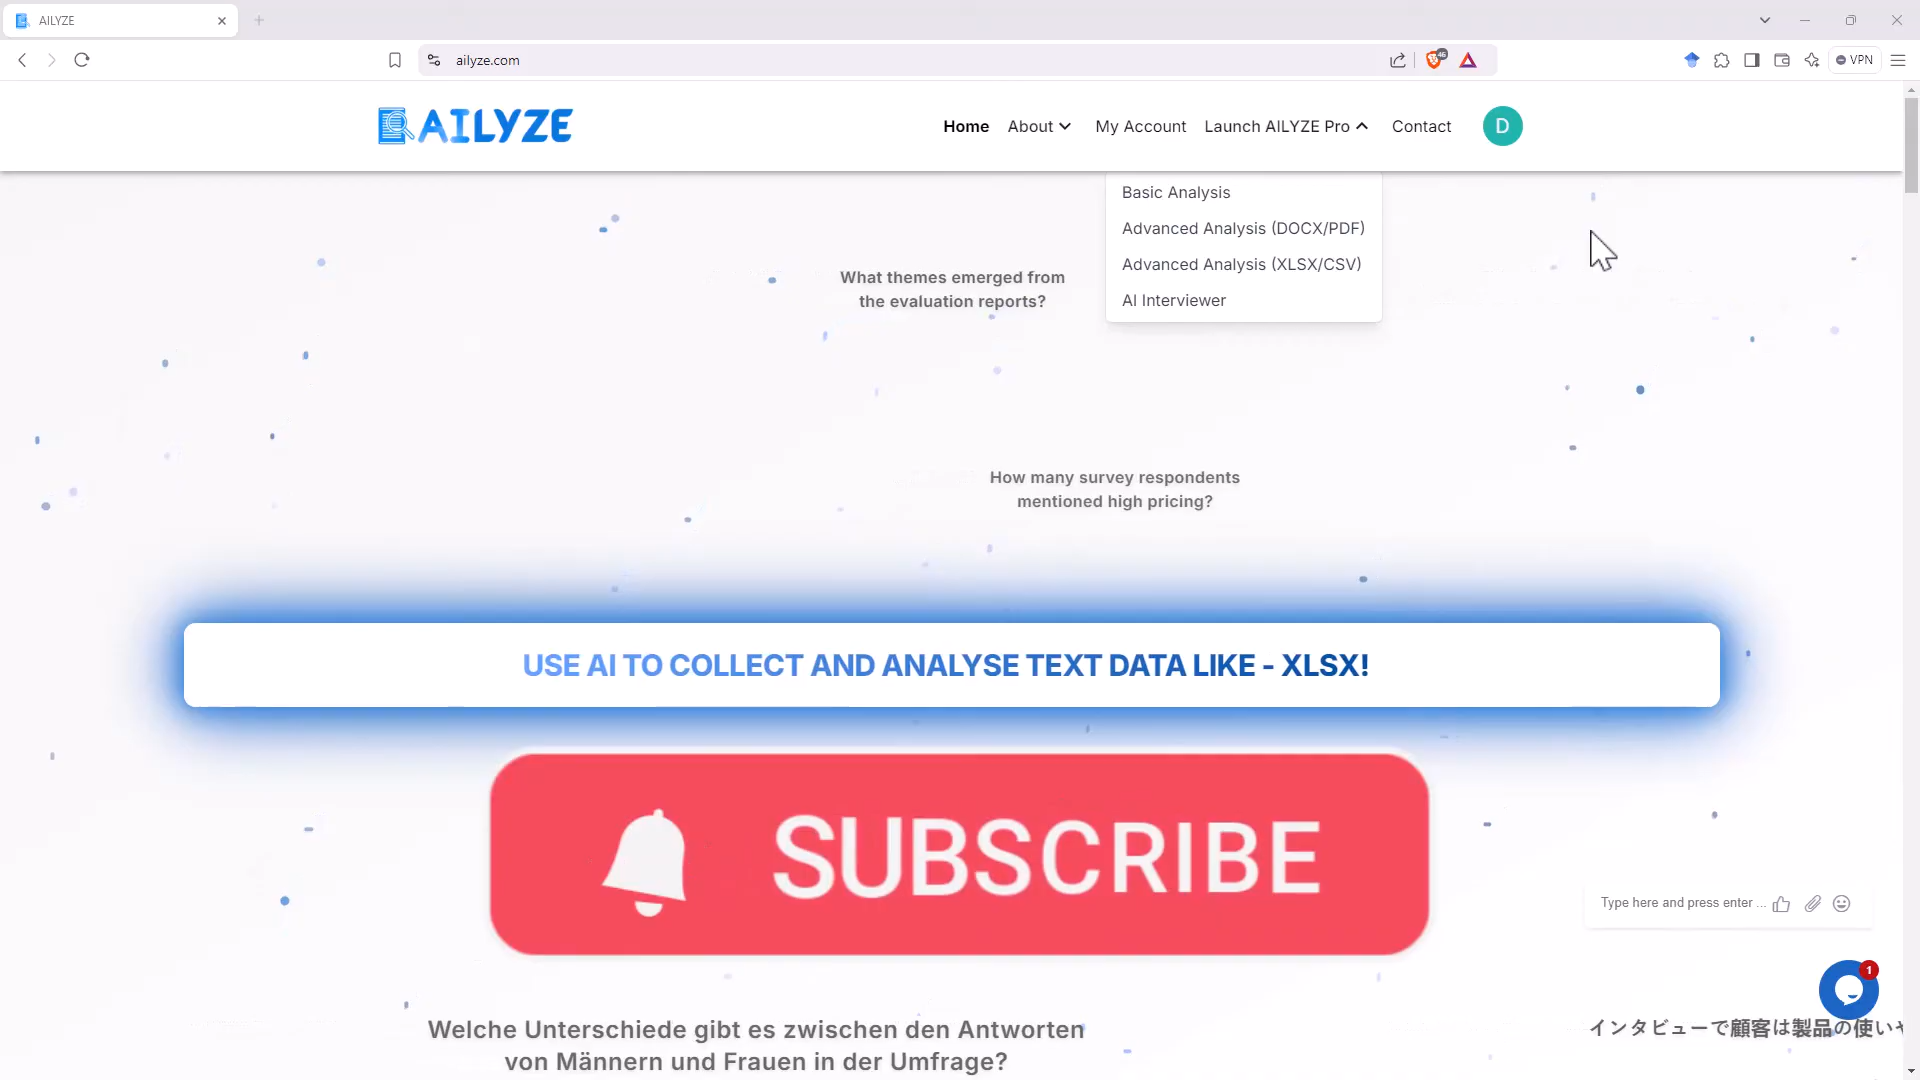 AILYZE
ailyze.com
46
VPN
AILYZE
Home
About
My Account
Launch AILYZE Pro
Contact
D
Basic Analysis
Advanced Analysis (DOCX/PDF)
Advanced Analysis (XLSX/CSV)
AI Interviewer
What themes emerged from
the evaluation reports?
How many survey respondents
mentioned high pricing?
USE AI TO COLLECT AND ANALYSE TEXT DATA LIKE - XLSX!
SUBSCRIBE
Type here and press enter ...
1
Welche Unterschiede gibt es zwischen den Antworten
von Männern und Frauen in der Umfrage?
インタビューで顧客は製品の使い